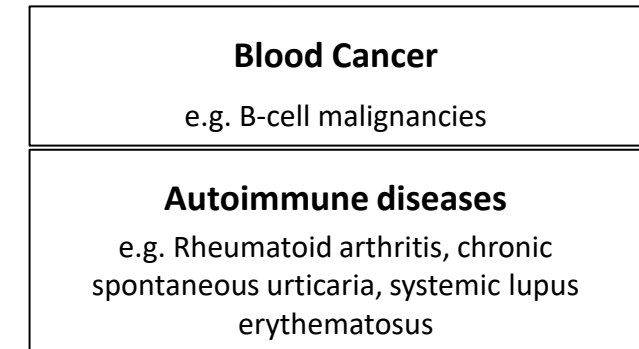 Blood Cancer
e.g. B-cell malignancies
Autoimmune diseases
e.g. Rheumatoid arthritis, chronic
spontaneous urticaria, systemic lupus
erythematosus